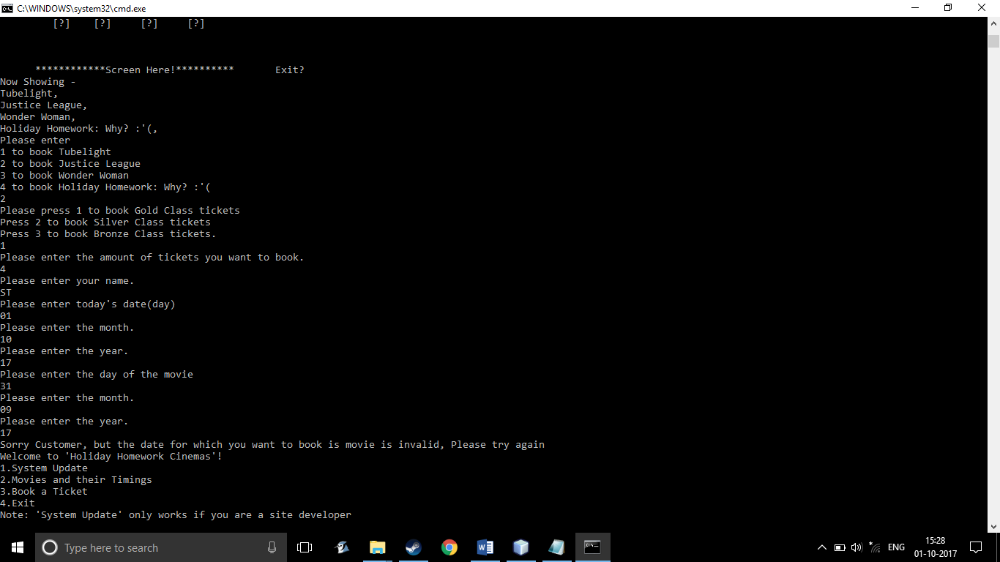 C:\WINDOWS\system32\cmd.exe
[?] [?] [?] [?]
************Screen Here!********** Exit?
Now Showing -
Tubelight,
Justice League,
Wonder Woman,
Holiday Homework: Why? :'(,
Please enter
1 to book Tubelight
2 to book Justice League
3 to book Wonder Woman
4 to book Holiday Homework: Why? :'(
2
Please press 1 to book Gold Class tickets
Press 2 to book Silver Class tickets
Press 3 to book Bronze Class tickets.
1
Please enter the amount of tickets you want to book.
4
Please enter your name.
ST
Please enter today's date(day)
01
Please enter the month.
10
Please enter the year.
17
Please enter the day of the movie
31
Please enter the month.
09
Please enter the year.
17
Sorry Customer, but the date for which you want to book is movie is invalid, Please try again
Welcome to 'Holiday Homework Cinemas'!
1.System Update
2.Movies and their Timings
3.Book a Ticket
4.Exit
Note: 'System Update' only works if you are a site developer
Type here to search
ENG
15:28
01-10-2017